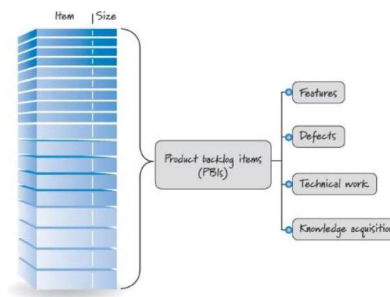 Item Size
Features
Defects
Product backlog items
(PBIs)
Technical work
Knowledge acquisition